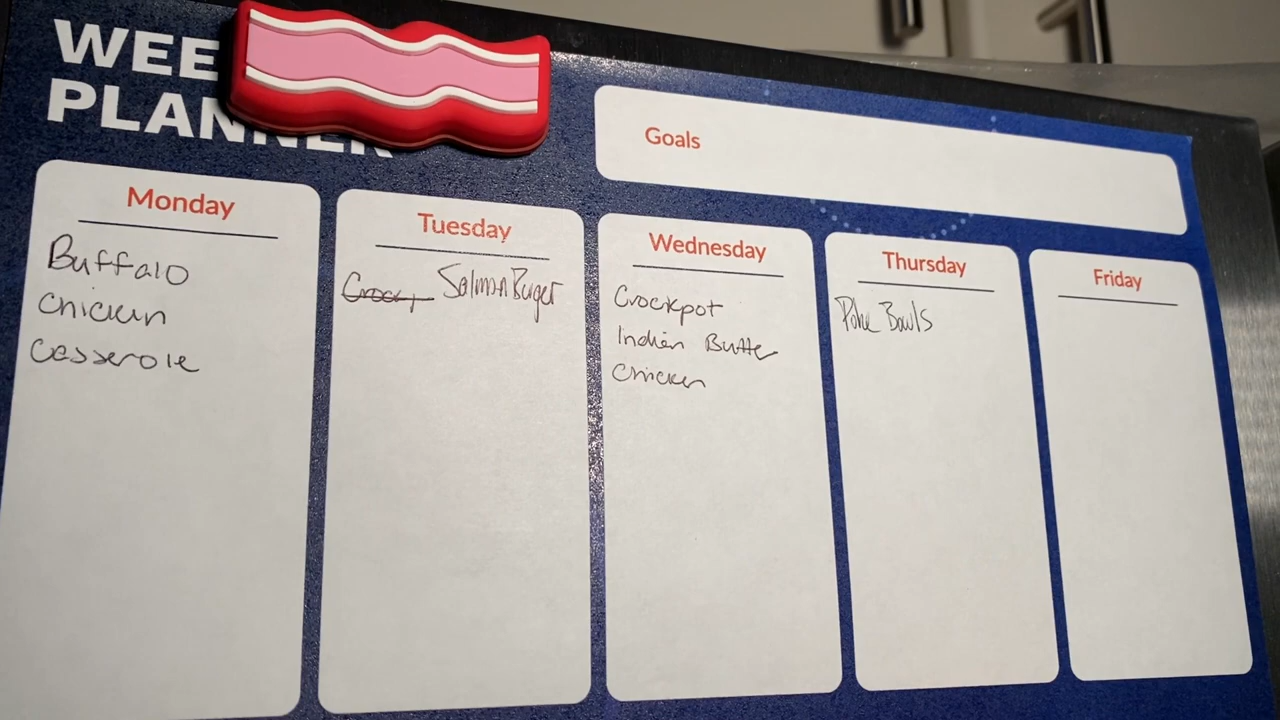 WEE
PLANNER
Goals
Monday
Buffalo
Chicken
Casserole
Tuesday
Crock Salmon Burger
Wednesday
Crockpot
Indian Butter
Chicken
Thursday
Poke Bowls
Friday